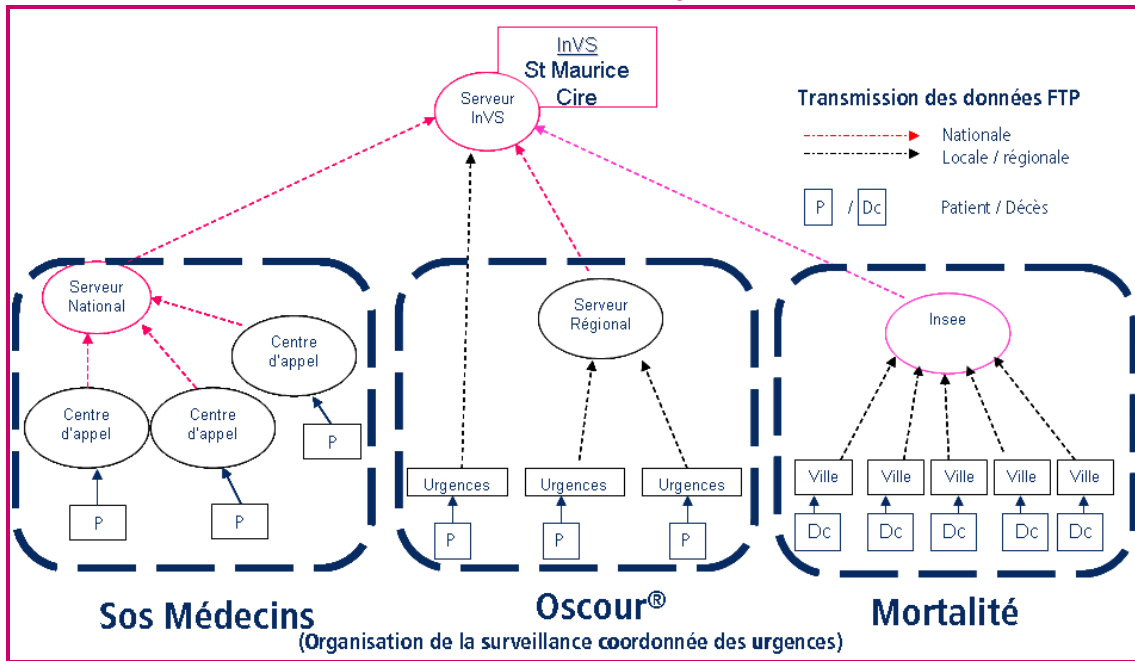 InVS
St Maurice
Cire
Serveur
InVS
Transmission des données FTP
Nationale
Locale / régionale
P / Dc Patient / Décès
Serveur
National
Centre
d'appel
Centre
d'appel
Centre
d'appel
P
P
P
Serveur
Régional
Urgences
Urgences
Urgences
P
P
P
Insee
Ville
Ville
Ville
Ville
Ville
Dc
Dc
Dc
Dc
Dc
Sos Médecins
Oscour®
Mortalité
(Organisation de la surveillance coordonnée des urgences)